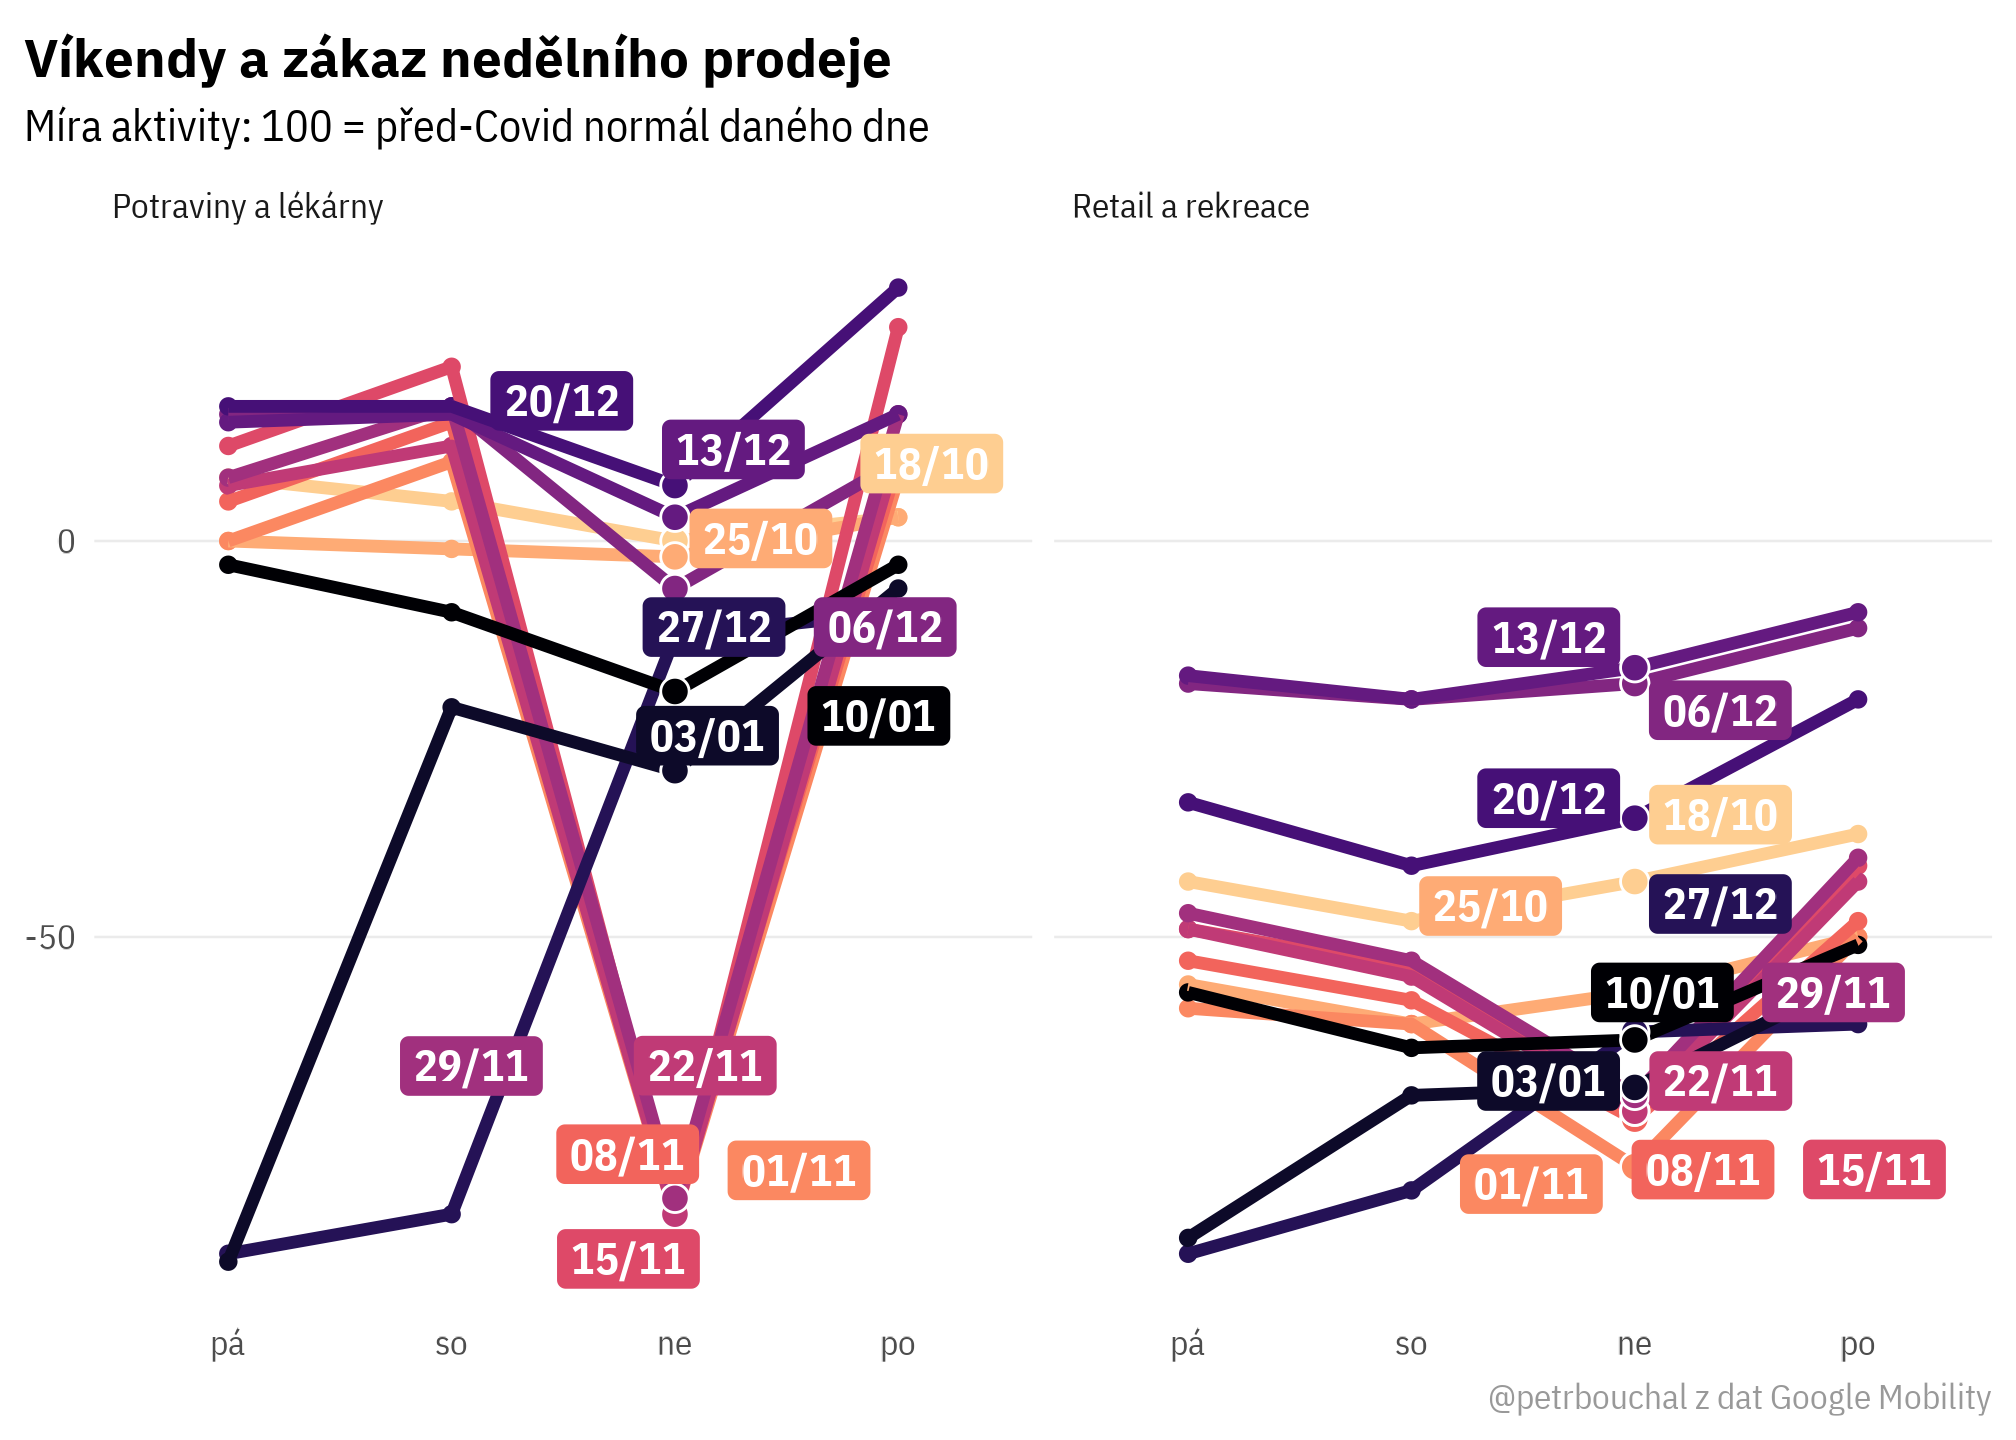 Víkendy a zákaz nedělního prodeje
Míra aktivity: 100 = před-Covid normál daného dne
Potraviny a lékárny
20/12
13/12
18/10
25/10
0
27/12
06/12
03/01
10/01
-50
29/11
22/11
08/11
01/11
15/11
pá
so
ne
po
Retail a rekreace
13/12
06/12
20/12
18/10
25/10
27/12
10/01
29/11
03/01
22/11
01/11
08/11
15/11
pá
so
ne
po
@petrbouchal z dat Google Mobility